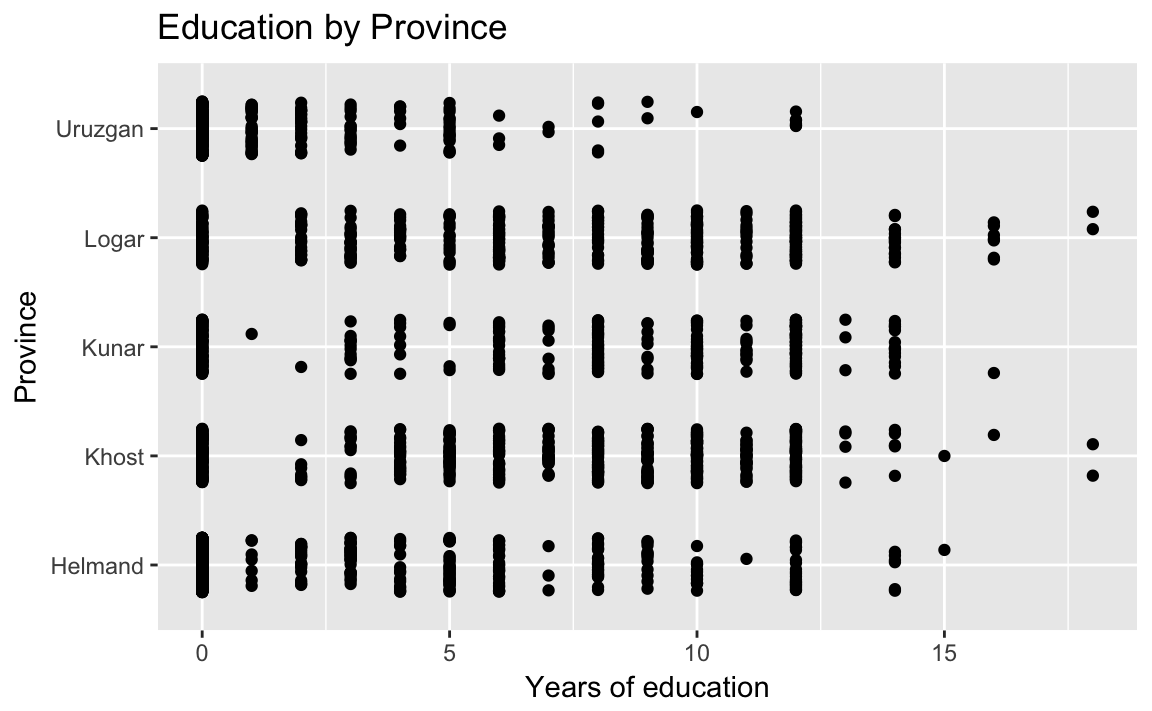 Education by Province
Province
Uruzgan
Logar
Kunar
Khost
Helmand
0 5 10 15
Years of education